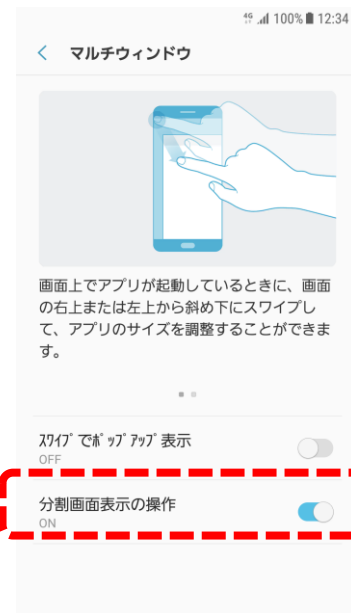 4G 100% 12:34
マルチウィンドウ
画面上でアプリが起動しているときに、画面
の右上または左上から斜め下にスワイプし
て、アプリのサイズを調整することができま
す。
ｽﾜｲﾌﾟでﾎﾟｯﾌﾟｱｯﾌﾟ表示
OFF
分割画面表示の操作
ON